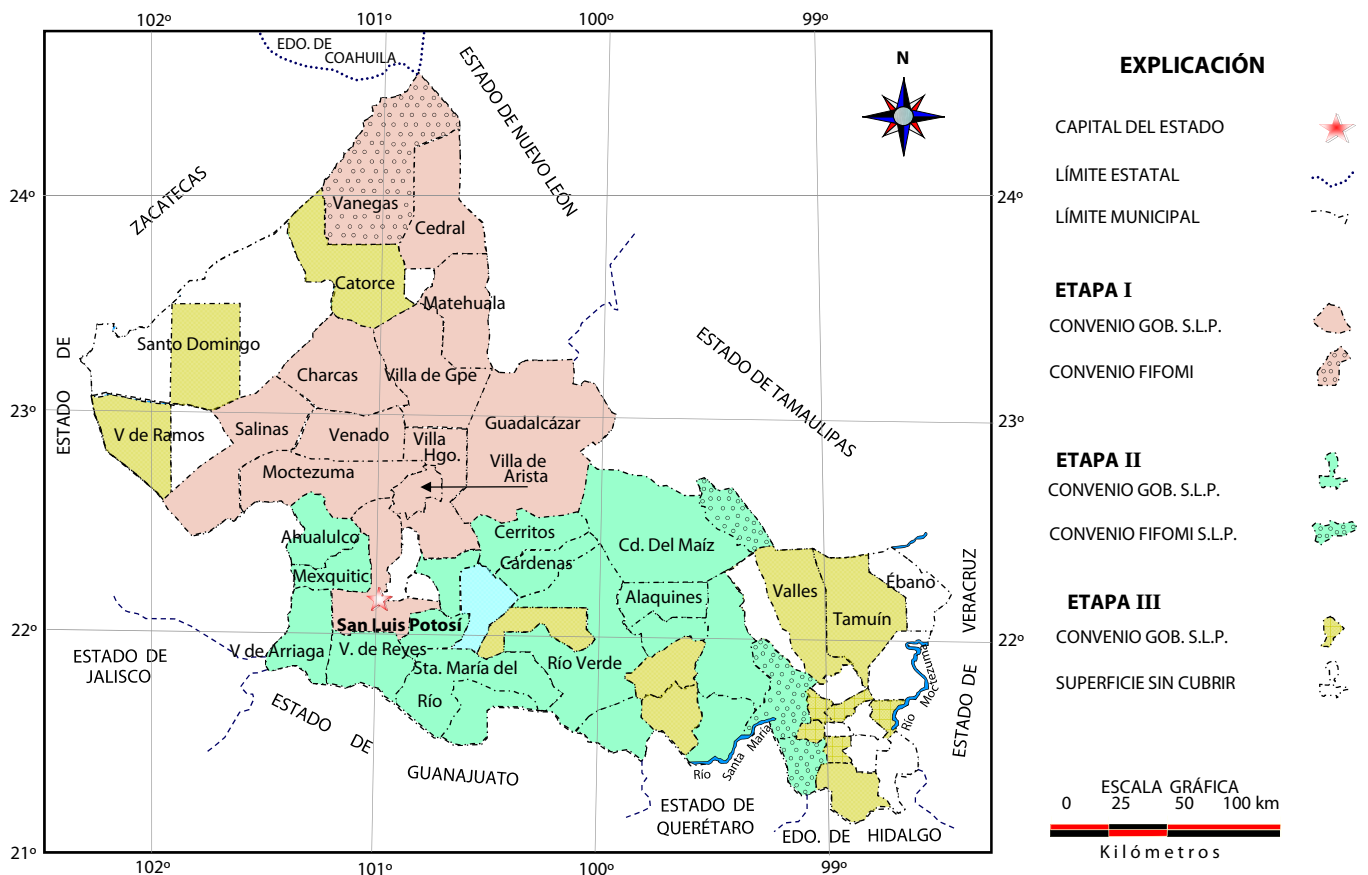 102º
101º
100º
99º
EDO. DE
COAHUILA
ESTADO DE NUEVO LEÓN
N
ZACATECAS
24º
24º
Vanegas
Cedral
Catorce
Matehuala
Santo Domingo
ESTADO DE
ESTADO DE TAMAULIPAS
Charcas
Villa de Gpe
23º
23º
V de Ramos
Salinas
Venado
Villa
Hgo.
Guadalcázar
Moctezuma
Villa de
Arista
Ahualulco
Cerritos
Cd. Del Maíz
Cárdenas
Mexquitic
Alaquines
Valles
Ébano
Tamuín
VERACRUZ
ESTADO DE
22º
22º
San Luis Potosí
V de Arriaga
V. de Reyes
Sta. María del
Río
Río Verde
ESTADO DE
JALISCO
ESTADO DE
GUANAJUATO
Río Santa María
Río Moctezuma
ESTADO DE
QUERÉTARO
EDO. DE HIDALGO
21º
102º
101º
100º
99º
EXPLICACIÓN
CAPITAL DEL ESTADO
LÍMITE ESTATAL
LÍMITE MUNICIPAL
ETAPA I
CONVENIO GOB. S.L.P.
CONVENIO FIFOMI
ETAPA II
CONVENIO GOB. S.L.P.
CONVENIO FIFOMI S.L.P.
ETAPA III
CONVENIO GOB. S.L.P.
SUPERFICIE SIN CUBRIR
ESCALA GRÁFICA
0 25 50 100 km
Kilómetros